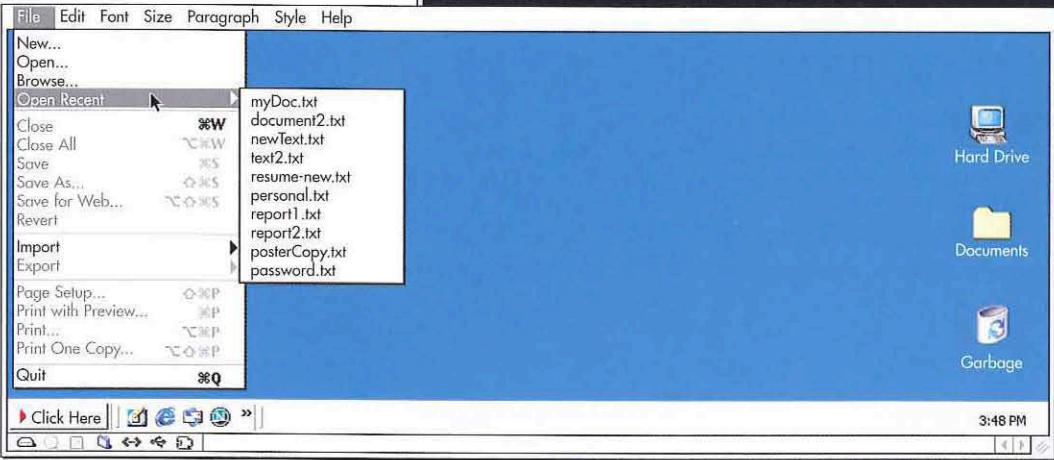 File Edit Font Size Paragraph Style Help
New...
Open...
Browse...
Open Recent
Close ⌘W
Close All ⌥⌘W
Save ⌘S
Save As... ⇧⌘S
Save for Web... ⌥⇧⌘S
Revert
Import
Export
Page Setup... ⇧⌘P
Print with Preview... ⌘P
Print... ⌥⌘P
Print One Copy... ⌥⇧⌘P
Quit ⌘Q
myDoc.txt
document2.txt
newText.txt
text2.txt
resume-new.txt
personal.txt
report1.txt
report2.txt
posterCopy.txt
password.txt
Hard Drive
Documents
Garbage
Click Here »
3:48 PM